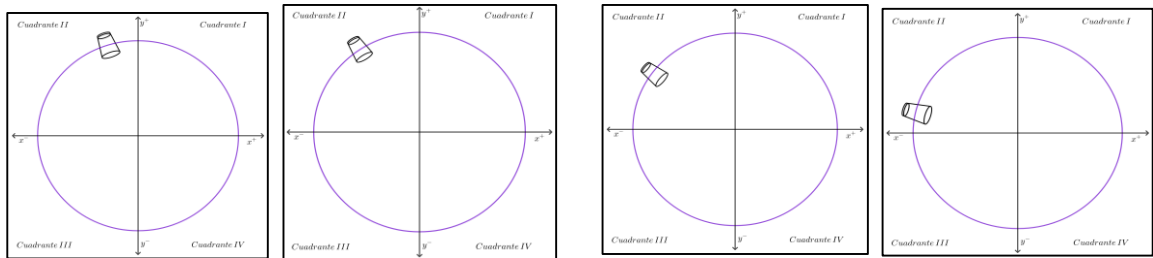 Cuadrante II y⁺ Cuadrante I
x⁻ x⁺
Cuadrante III y⁻ Cuadrante IV
Cuadrante II y⁺ Cuadrante I
x⁻ x⁺
Cuadrante III y⁻ Cuadrante IV
Cuadrante II y⁺ Cuadrante I
x⁻ x⁺
Cuadrante III y⁻ Cuadrante IV
Cuadrante II y⁺ Cuadrante I
x⁻ x⁺
Cuadrante III y⁻ Cuadrante IV